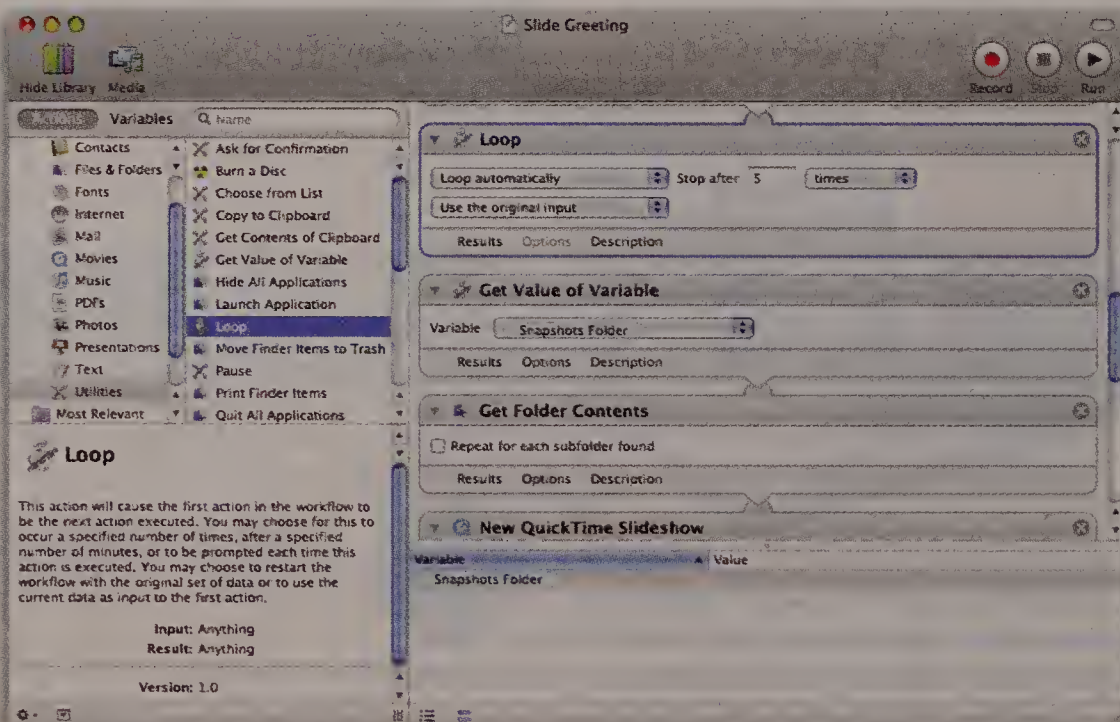 Slide Greeting
Hide Library Media
Record Stop Run
Actions Variables
Name
Contacts
Files & Folders
Fonts
Internet
Mail
Movies
Music
PDFs
Photos
Presentations
Text
Utilities
Most Relevant
Ask for Confirmation
Burn a Disc
Choose from List
Copy to Clipboard
Get Contents of Clipboard
Get Value of Variable
Hide All Applications
Launch Application
Loop
Move Finder Items to Trash
Pause
Print Finder Items
Quit All Applications
Loop
This action will cause the first action in the workflow to
be the next action executed. You may choose for this to
occur a specified number of times, after a specified
number of minutes, or to be prompted each time this
action is executed. You may choose to restart the
workflow with the original set of data or to use the
current data as input to the first action.
Input: Anything
Result: Anything
Version: 1.0
Loop
Loop automatically Stop after 5 times
Use the original input
Results Options Description
Get Value of Variable
Variable Snapshots Folder
Results Options Description
Get Folder Contents
Repeat for each subfolder found
Results Options Description
New QuickTime Slideshow
Variable Value
Snapshots Folder